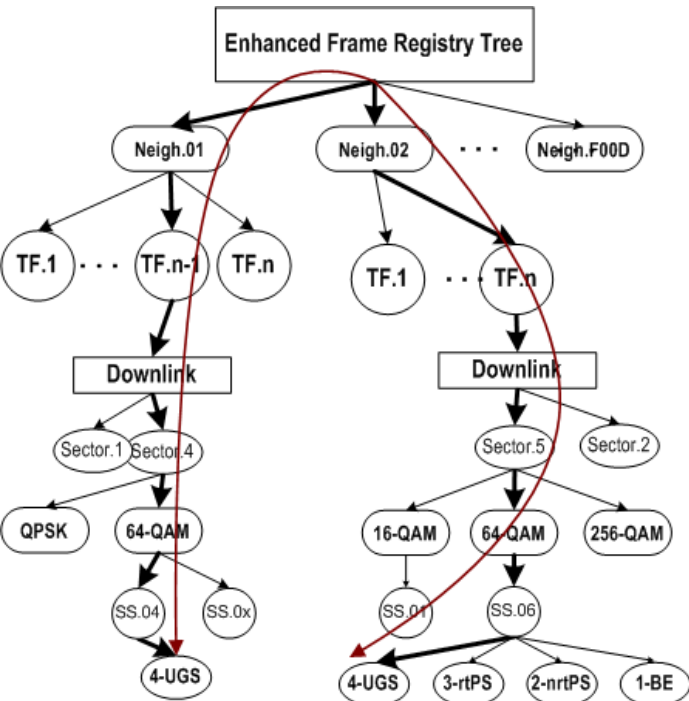 Enhanced Frame Registry Tree
Neigh.01
Neigh.02
. . .
Neigh.F00D
TF.1
. . .
TF.n-1
TF.n
TF.1
. . .
TF.n
Downlink
Downlink
Sector.1
Sector.4
Sector.5
Sector.2
QPSK
64-QAM
16-QAM
64-QAM
256-QAM
SS.04
SS.0x
SS.01
SS.06
4-UGS
4-UGS
3-rtPS
2-nrtPS
1-BE